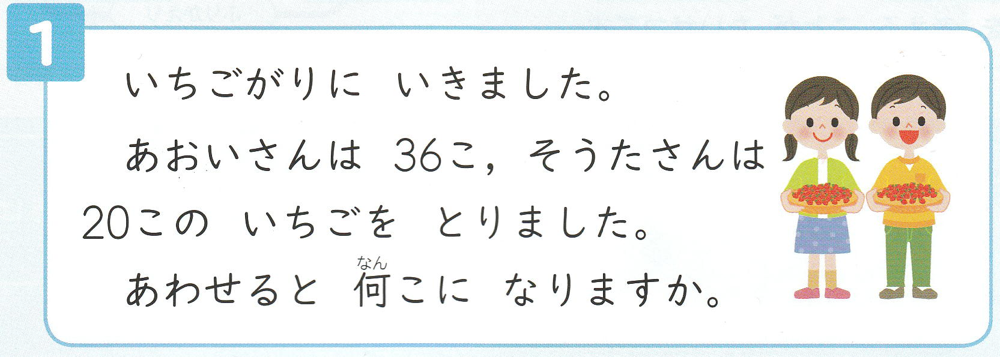 1
いちごがりに いきました。
あおいさんは 36こ，そうたさんは
20この いちごを とりました。
なん
あわせると 何こに なりますか。